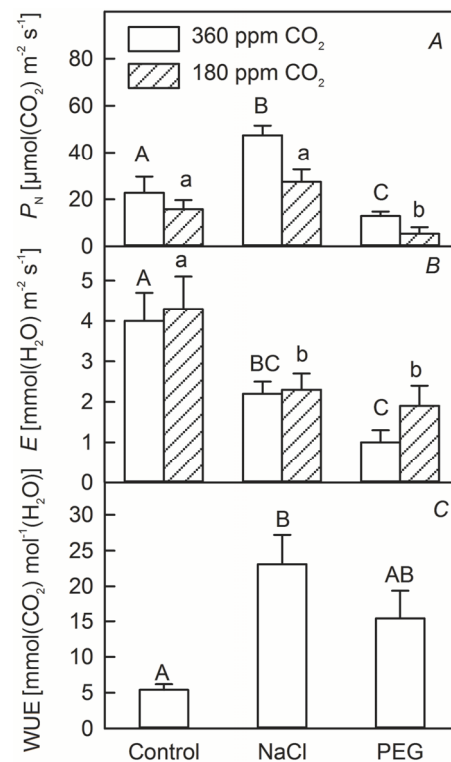 360 ppm CO₂
180 ppm CO₂
A
80
60
40
20
0
P_N [µmol(CO₂) m⁻² s⁻¹]
A
a
B
a
C
b
B
5
4
3
2
1
0
E [mmol(H₂O) m⁻² s⁻¹]
A
a
BC
b
C
b
C
30
25
20
15
10
5
0
WUE [mmol(CO₂) mol⁻¹(H₂O)]
A
B
AB
Control NaCl PEG